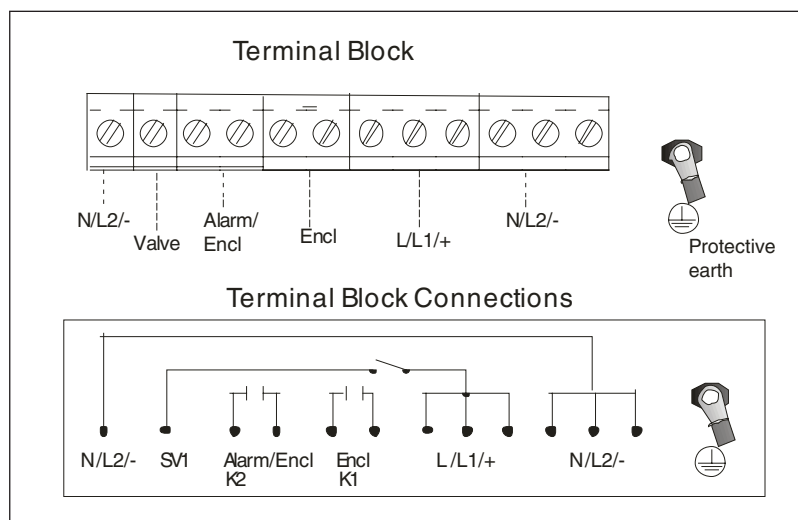 Terminal Block
N/L2/-
Valve
Alarm/
Encl
Encl
L/L1/+
N/L2/-
Protective
earth
Terminal Block Connections
N/L2/-
SV1
Alarm/Encl
K2
Encl
K1
L/L1/+
N/L2/-